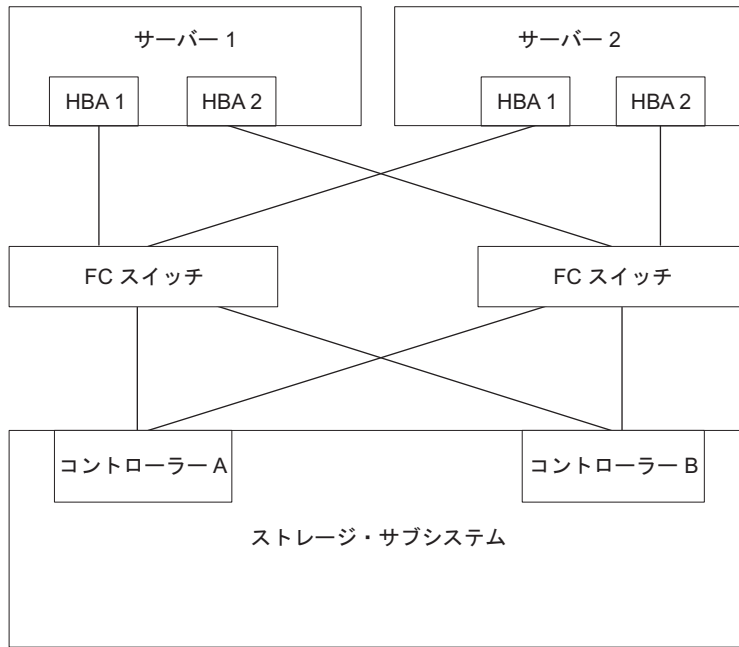 サーバー 1
サーバー 2
HBA 1
HBA 2
HBA 1
HBA 2
FC スイッチ
FC スイッチ
コントローラー A
コントローラー B
ストレージ・サブシステム